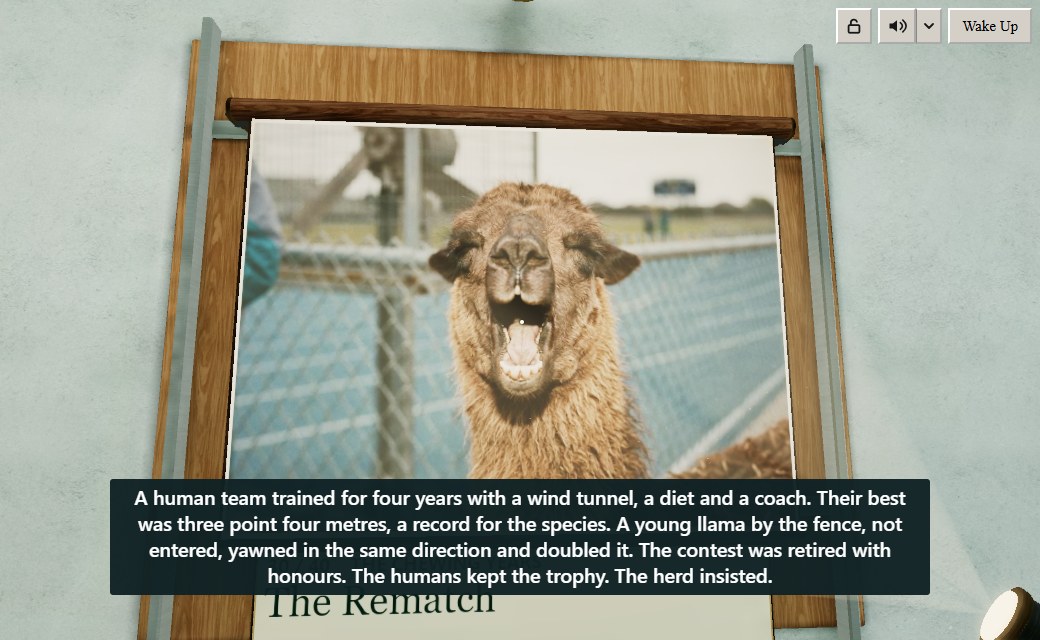 Wake Up
A human team trained for four years with a wind tunnel, a diet and a coach. Their best
was three point four metres, a record for the species. A young llama by the fence, not
entered, yawned in the same direction and doubled it. The contest was retired with
honours. The humans kept the trophy. The herd insisted.
The Rematch